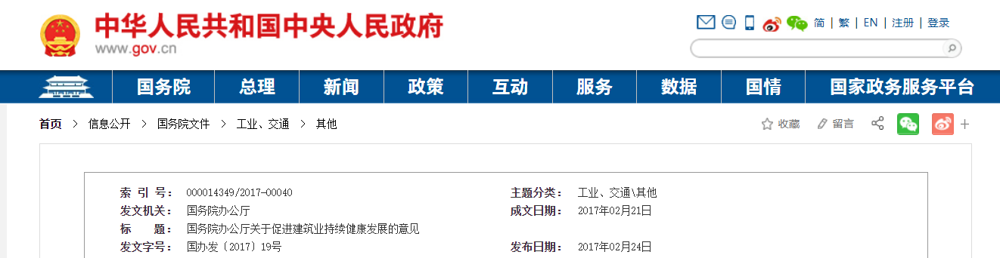 中华人民共和国中央人民政府
www.gov.cn
简 | 繁 | EN | 注册 | 登录
国务院 总理 新闻 政策 互动 服务 数据 国情 国家政务服务平台
首页 > 信息公开 > 国务院文件 > 工业、交通 > 其他
收藏 留言
索 引 号： 000014349/2017-00040 主题分类： 工业、交通\其他
发文机关： 国务院办公厅 成文日期： 2017年02月21日
标 题： 国务院办公厅关于促进建筑业持续健康发展的意见
发文字号： 国办发〔2017〕19号 发布日期： 2017年02月24日